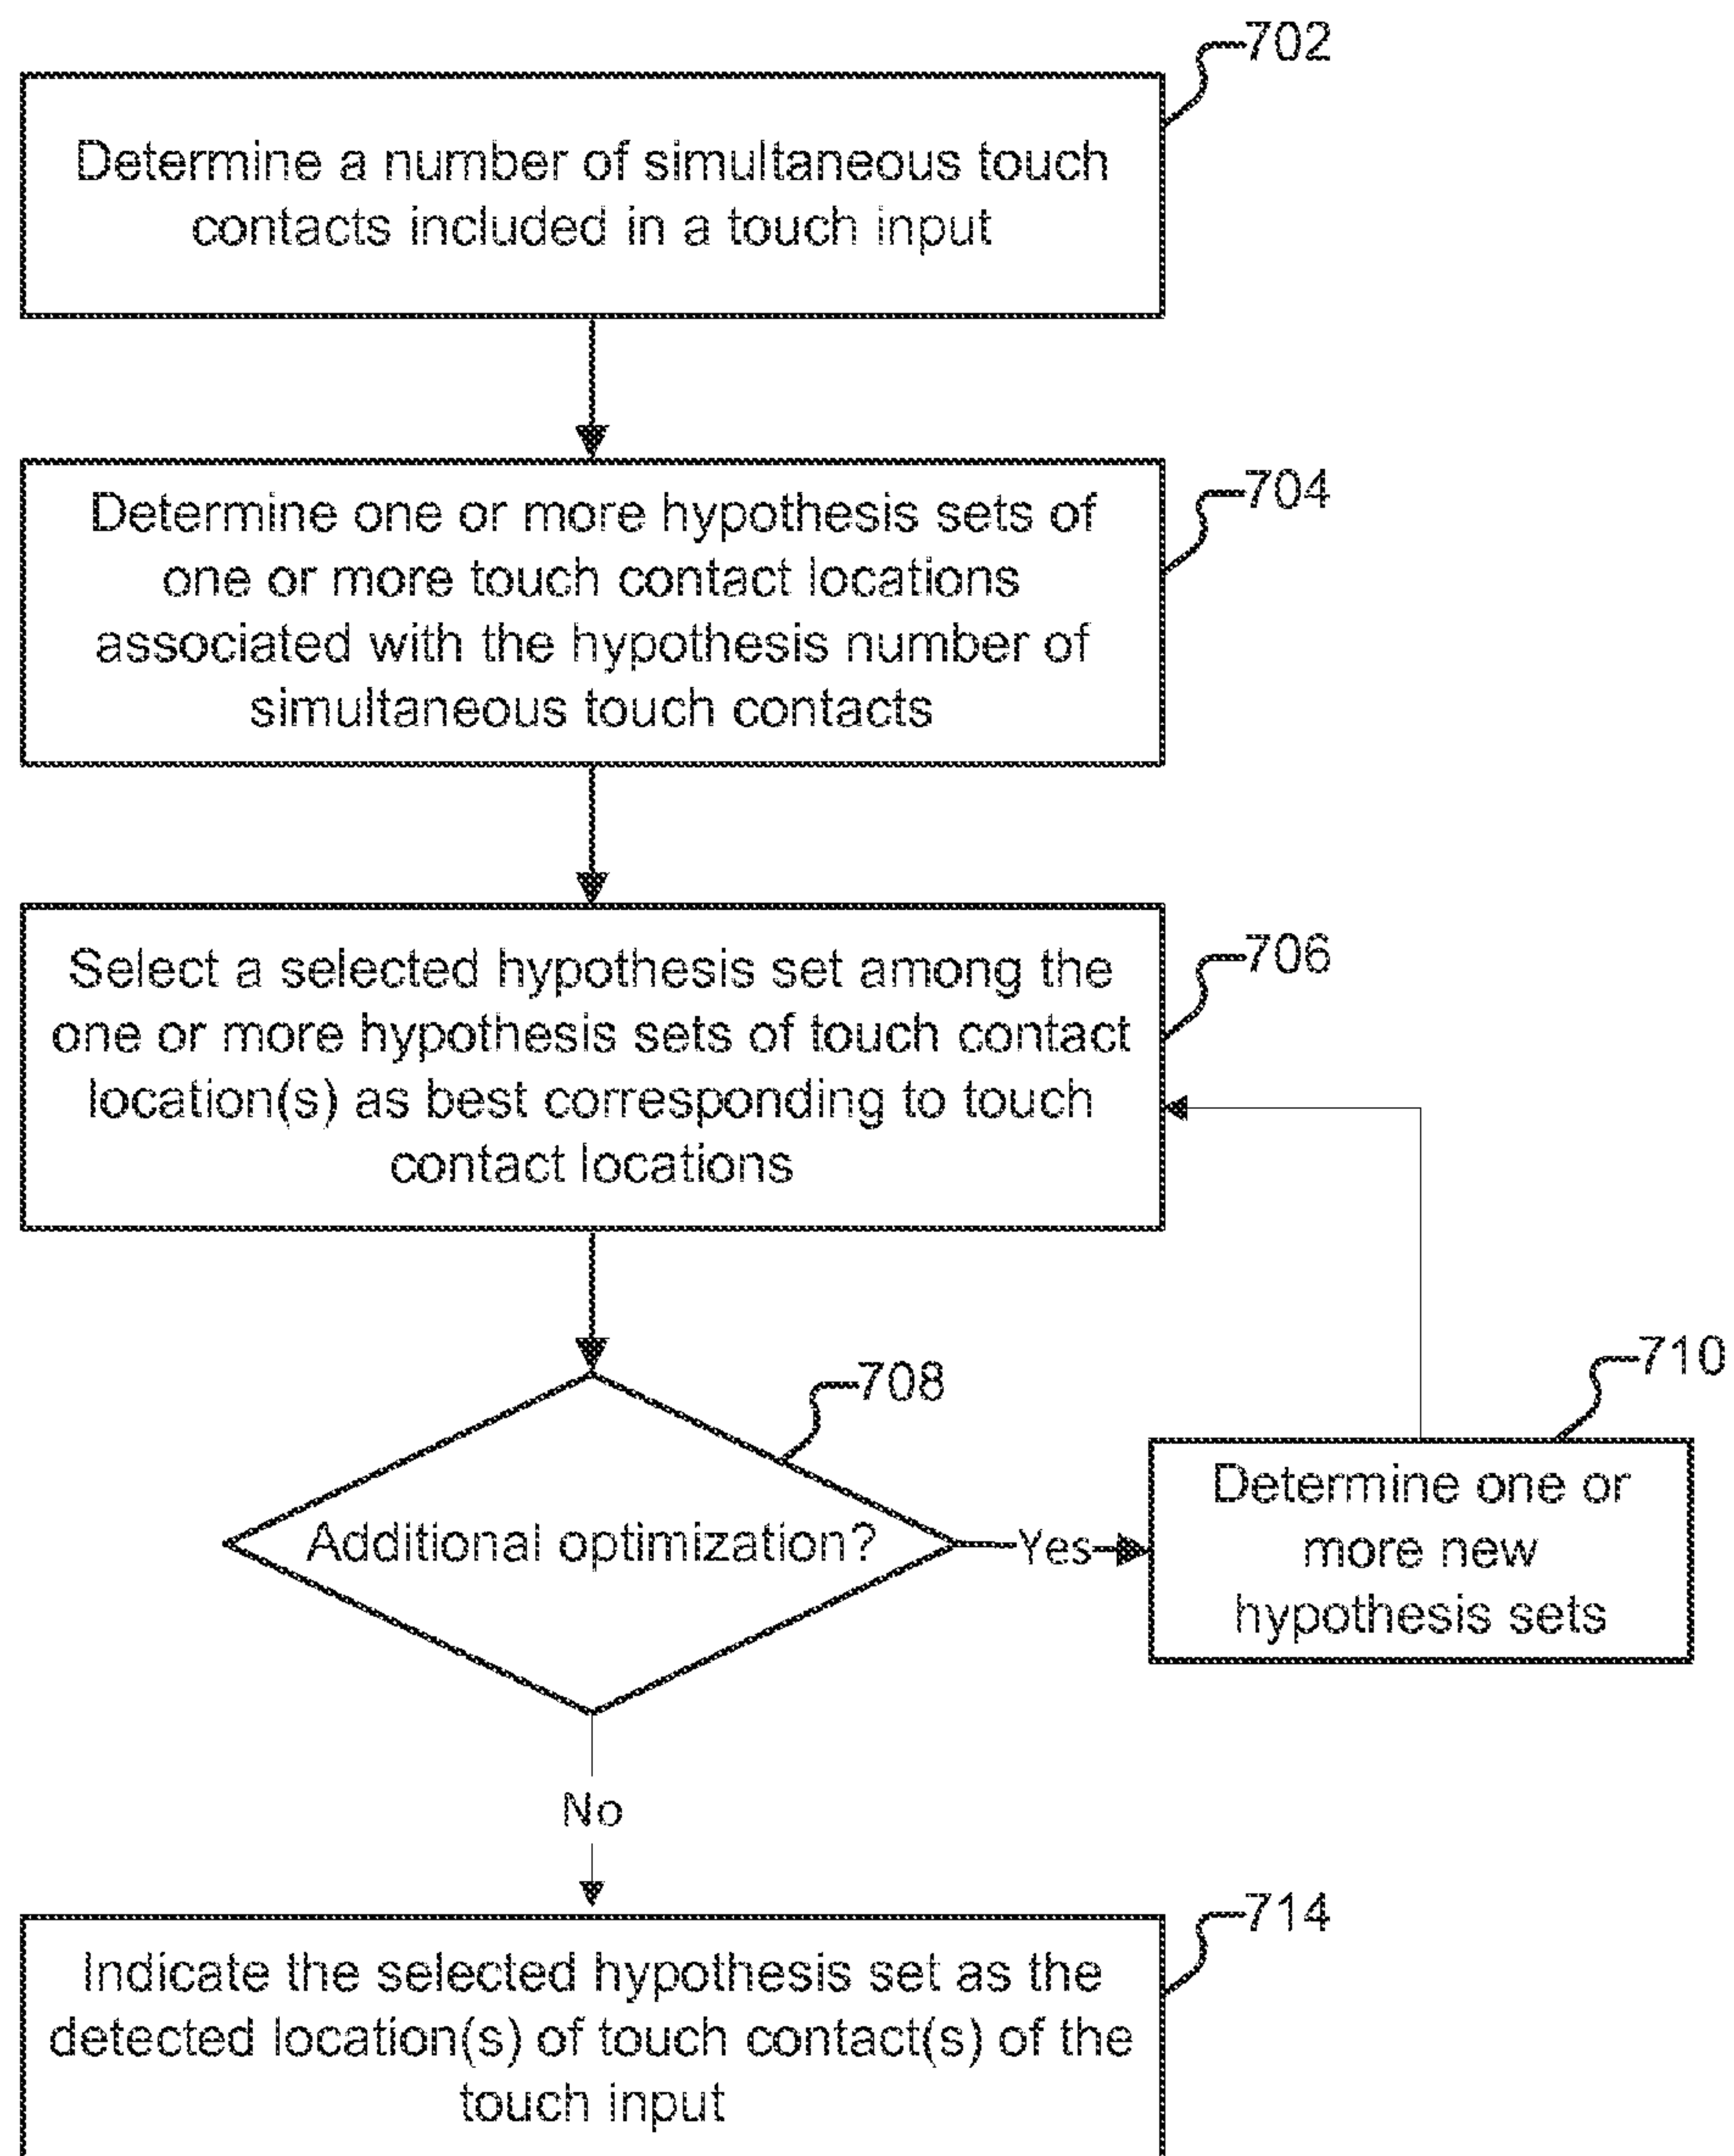 702
Determine a number of simultaneous touch
contacts included in a touch input
704
Determine one or more hypothesis sets of
one or more touch contact locations
associated with the hypothesis number of
simultaneous touch contacts
706
Select a selected hypothesis set among the
one or more hypothesis sets of touch contact
location(s) as best corresponding to touch
contact locations
708
Additional optimization?
Yes
710
Determine one or
more new
hypothesis sets
No
714
Indicate the selected hypothesis set as the
detected location(s) of touch contact(s) of the
touch input